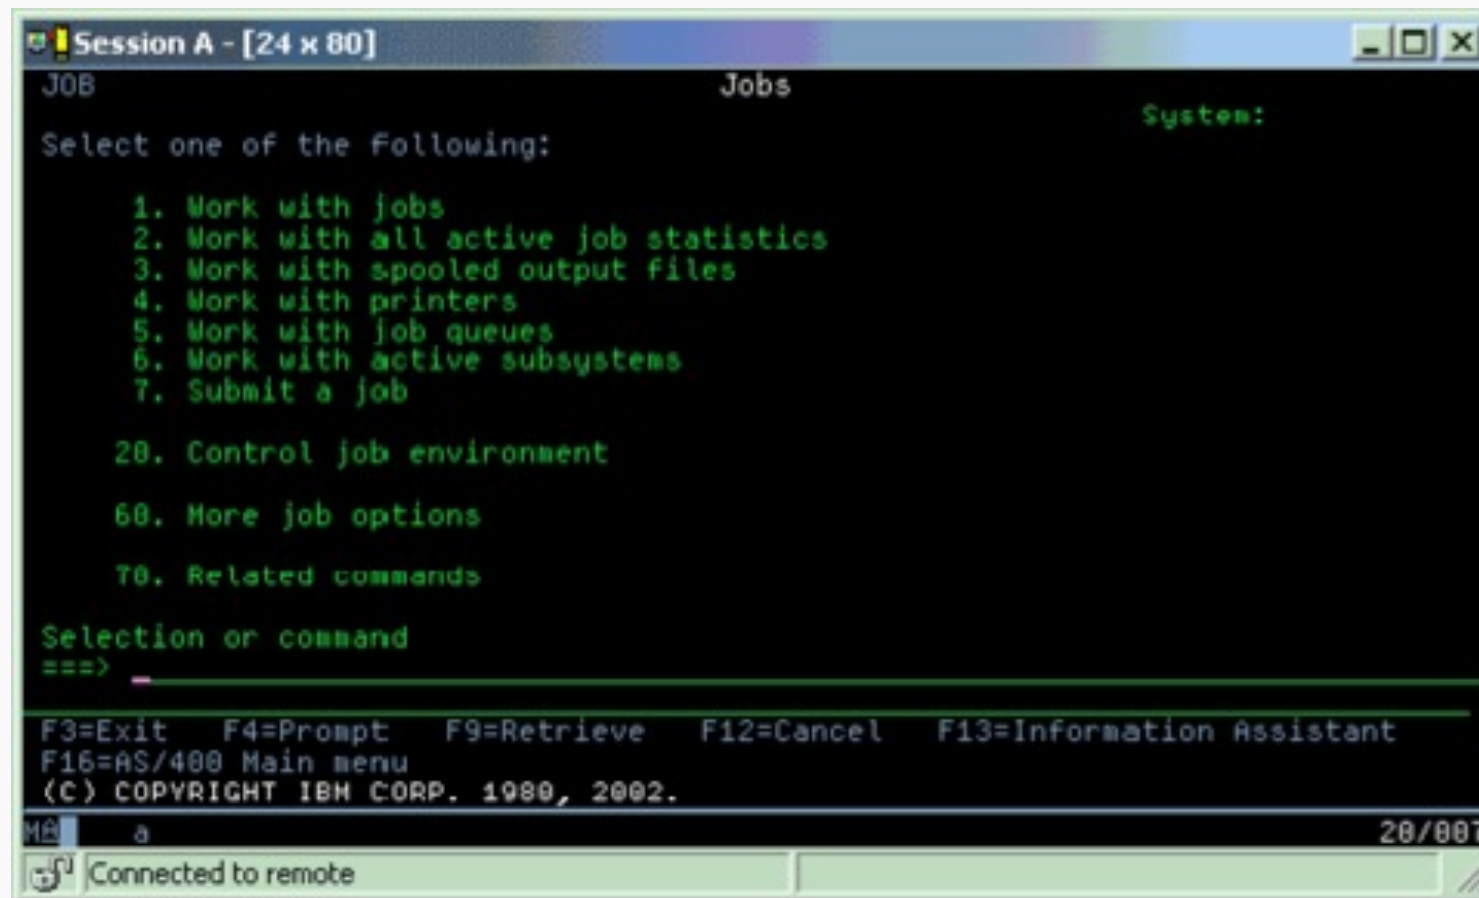 Session A - [24 x 80]
JOB Jobs
System:
Select one of the following:
1. Work with jobs
2. Work with all active job statistics
3. Work with spooled output files
4. Work with printers
5. Work with job queues
6. Work with active subsystems
7. Submit a job
20. Control job environment
60. More job options
70. Related commands
Selection or command
===>
F3=Exit F4=Prompt F9=Retrieve F12=Cancel F13=Information Assistant
F16=AS/400 Main menu
(C) COPYRIGHT IBM CORP. 1980, 2002.
MA a 20/007
Connected to remote